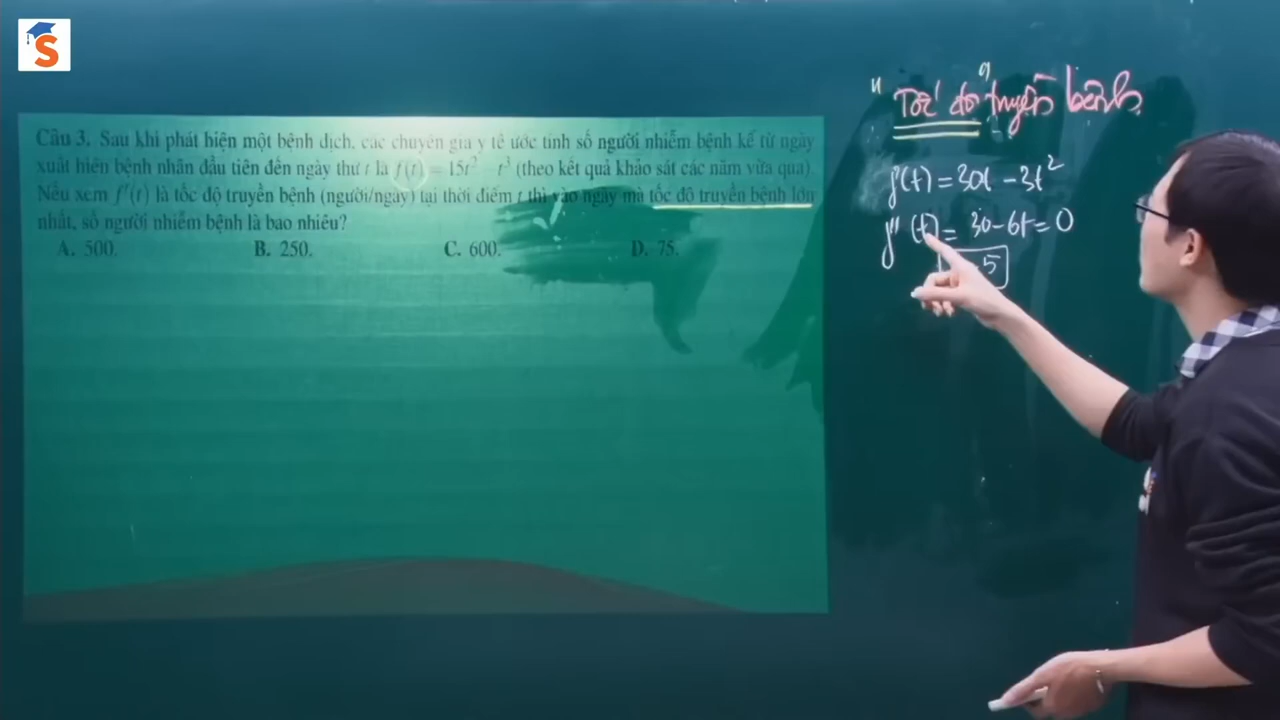 S
Câu 3. Sau khi phát hiện một bệnh dịch, các chuyên gia y tế ước tính số người nhiễm bệnh kể từ ngày
xuất hiện bệnh nhân đầu tiên đến ngày thứ t là f(t) = 15t² t³ (theo kết quả khảo sát các năm vừa qua)
Nếu xem f'(t) là tốc độ truyền bệnh (người/ngày) tại thời điểm t thì vào ngày mà tốc độ truyền bệnh lớn
nhất, số người nhiễm bệnh là bao nhiêu?
A. 500. B. 250. C. 600. D. 75.
Tốc độ truyền bệnh
f'(t) = 30t - 3t²
f''(t) = 30 - 6t = 0
5